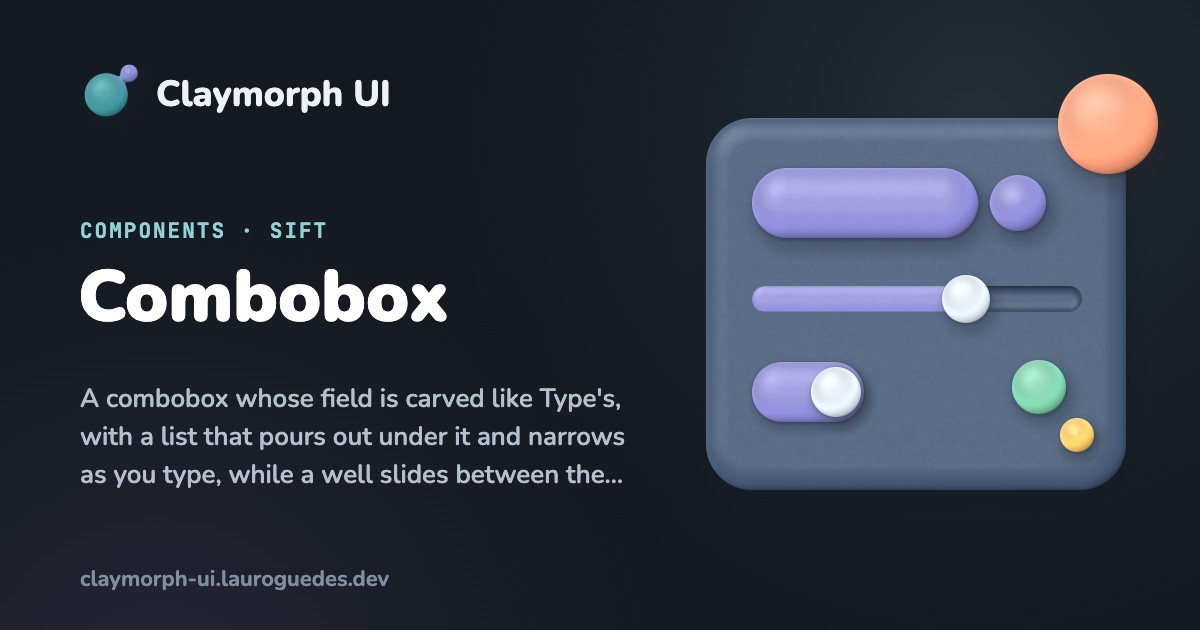 Claymorph UI
COMPONENTS · SIFT
Combobox
A combobox whose field is carved like Type's,
with a list that pours out under it and narrows
as you type, while a well slides between the...
claymorph-ui.lauroguedes.dev